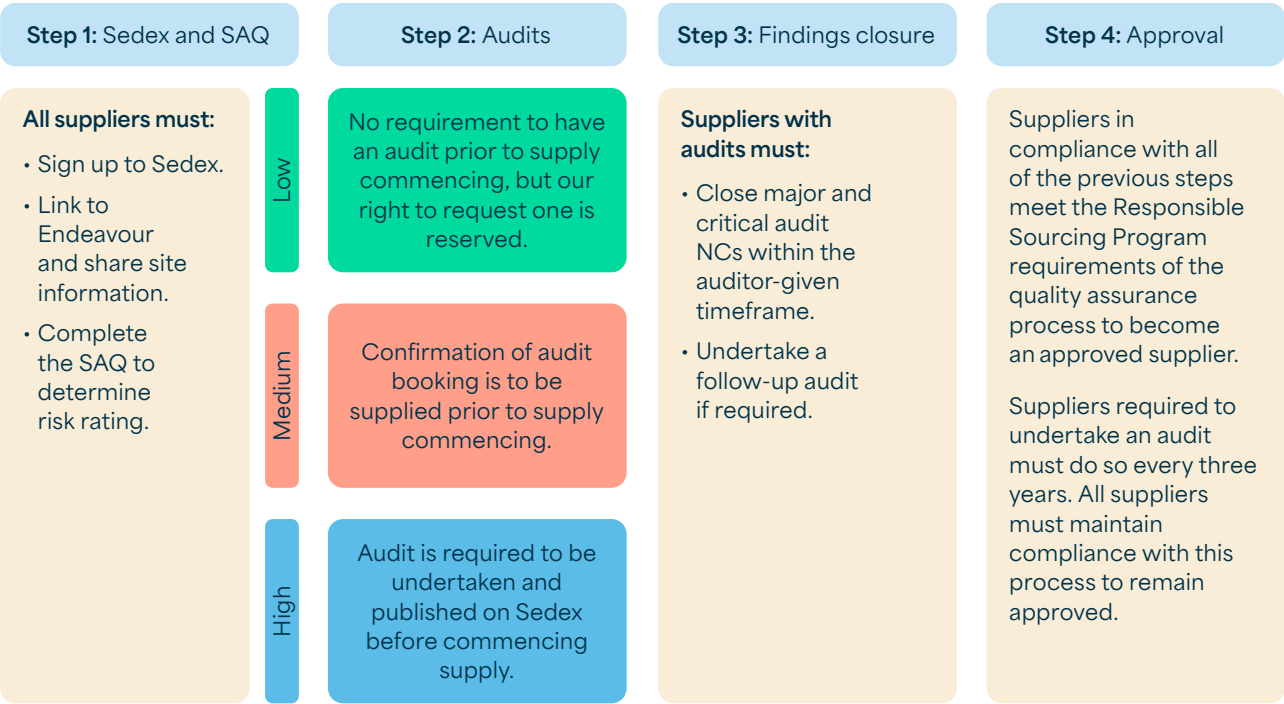 Step 1: Sedex and SAQ
All suppliers must:
• Sign up to Sedex.
• Link to
Endeavour
and share site
information.
• Complete
the SAQ to
determine
risk rating.
Step 2: Audits
Low
No requirement to have
an audit prior to supply
commencing, but our
right to request one is
reserved.
Medium
Confirmation of audit
booking is to be
supplied prior to supply
commencing.
High
Audit is required to be
undertaken and
published on Sedex
before commencing
supply.
Step 3: Findings closure
Suppliers with
audits must:
• Close major and
critical audit
NCs within the
auditor-given
timeframe.
• Undertake a
follow-up audit
if required.
Step 4: Approval
Suppliers in
compliance with all
of the previous steps
meet the Responsible
Sourcing Program
requirements of the
quality assurance
process to become
an approved supplier.
Suppliers required to
undertake an audit
must do so every three
years. All suppliers
must maintain
compliance with this
process to remain
approved.